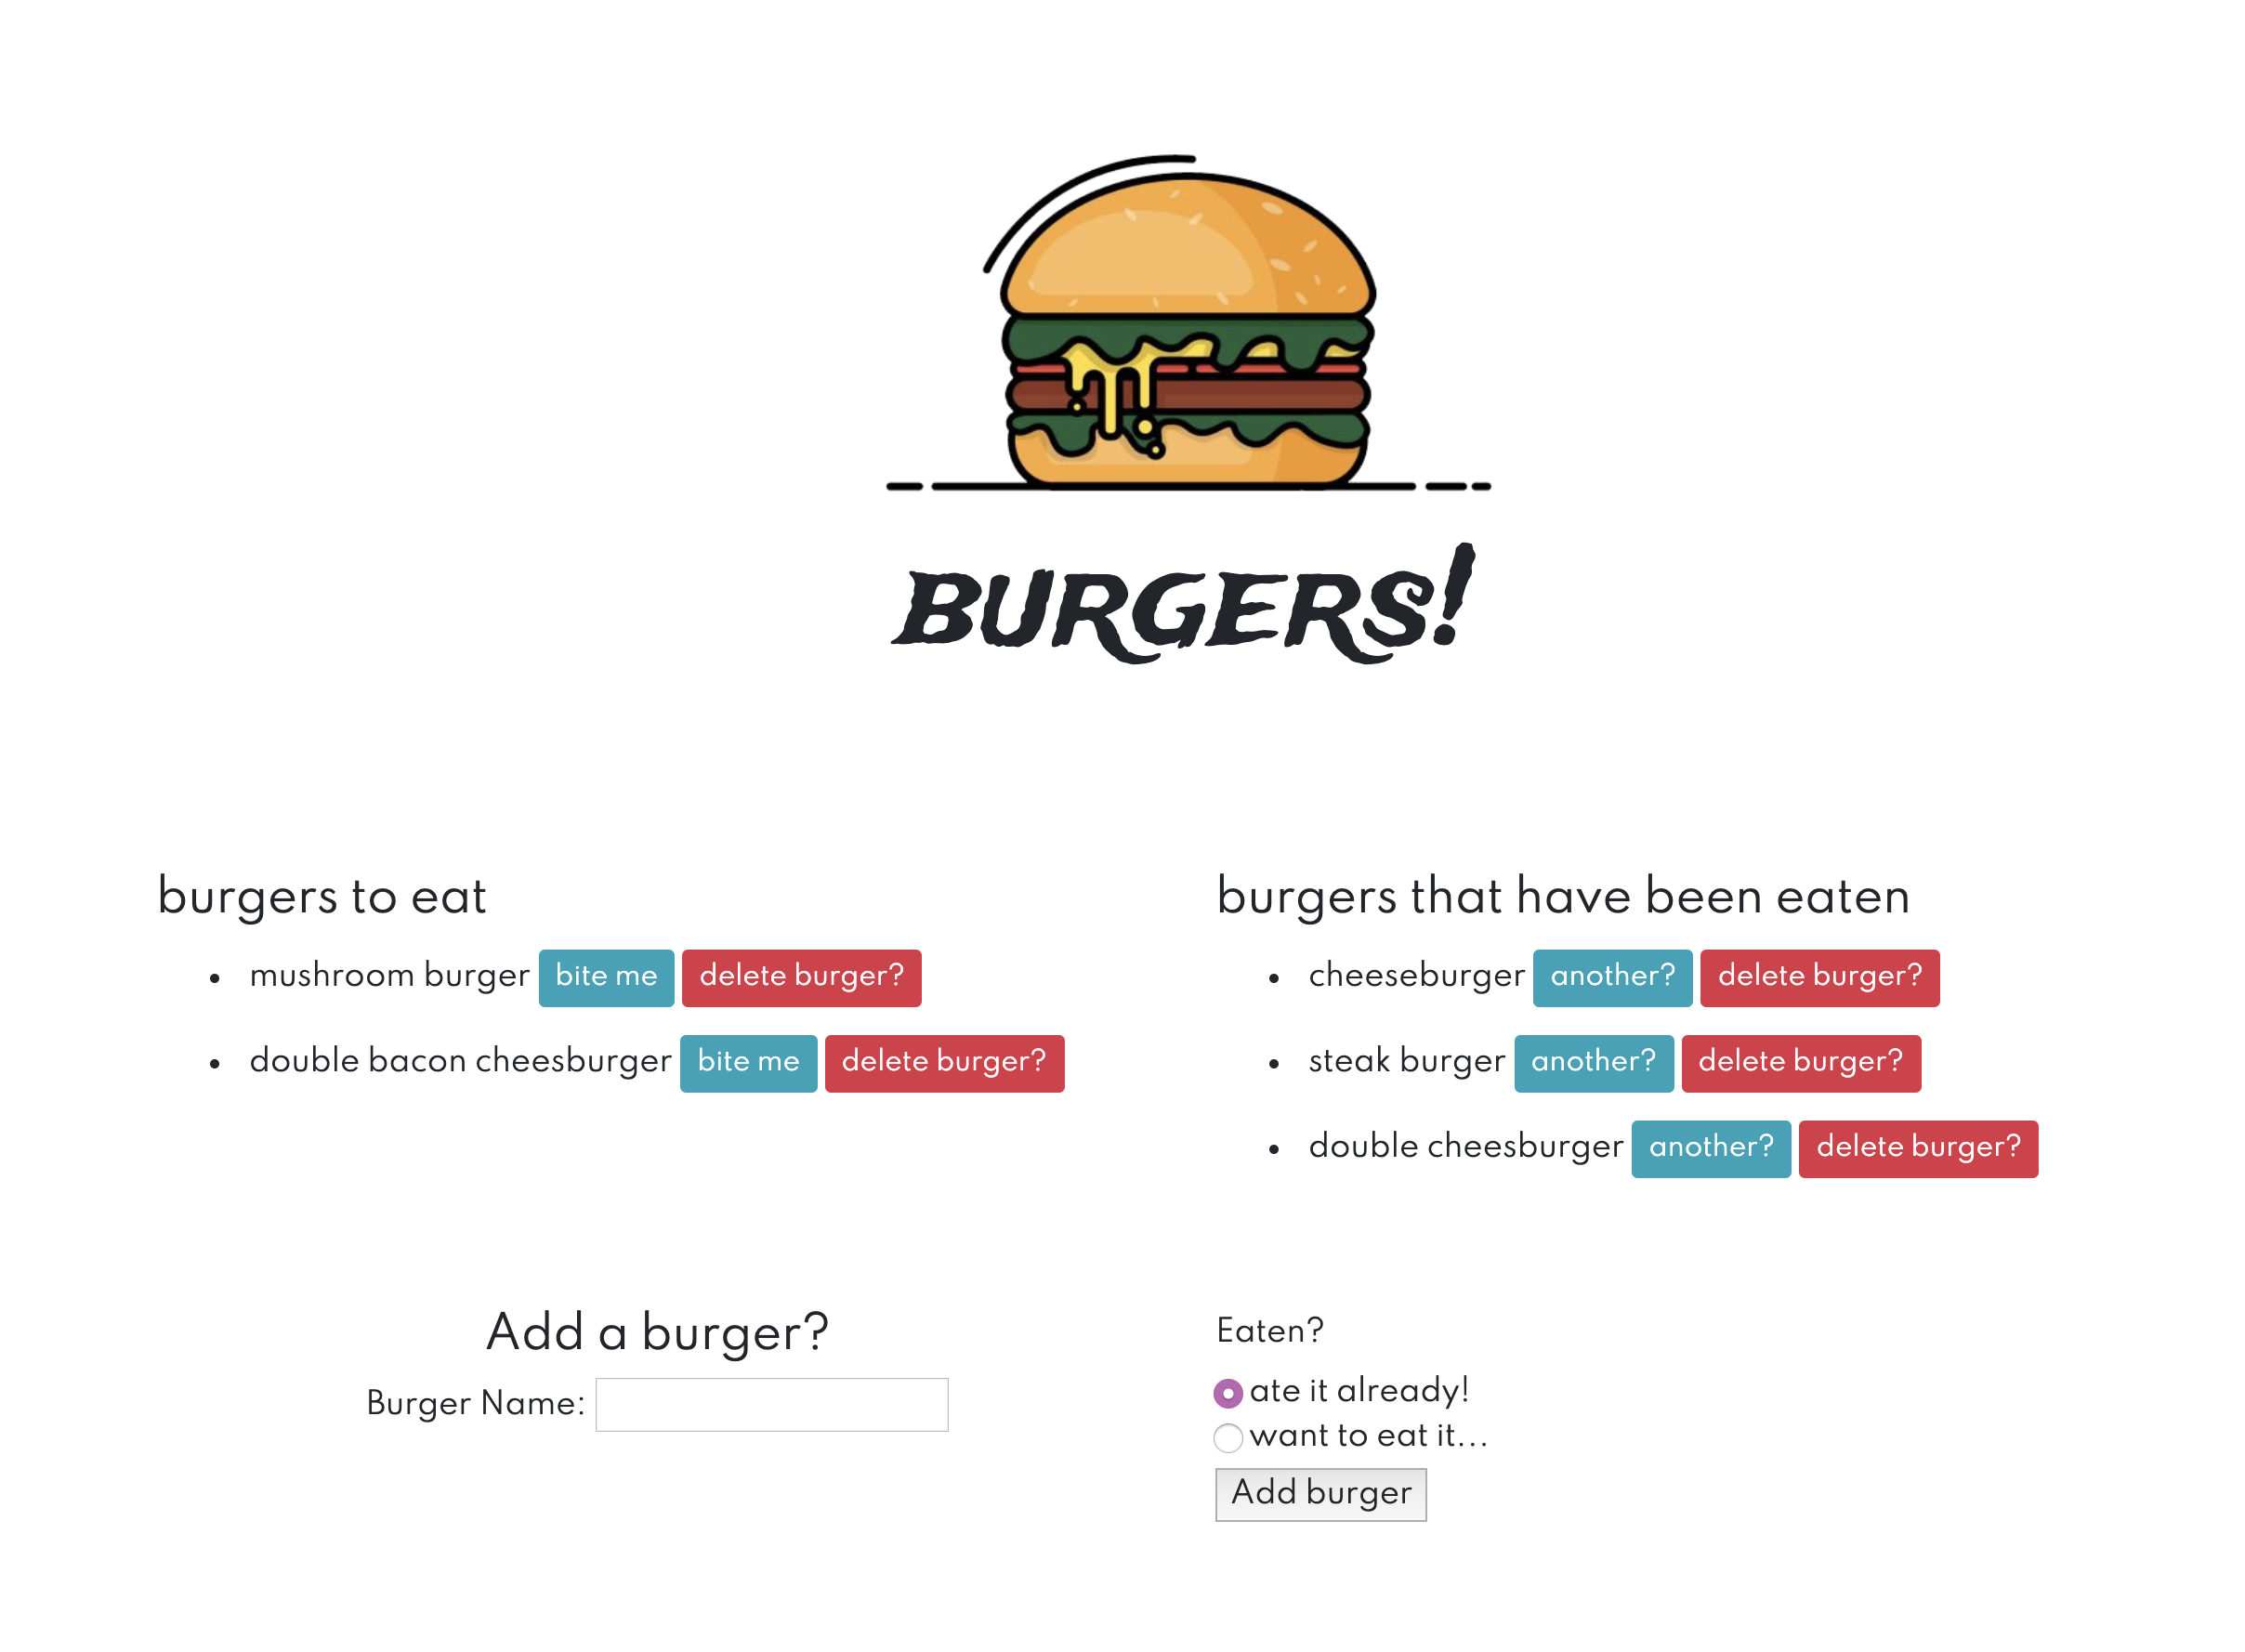 BURGERS!
burgers to eat
mushroom burger bite me delete burger?
double bacon cheesburger bite me delete burger?
burgers that have been eaten
cheeseburger another? delete burger?
steak burger another? delete burger?
double cheesburger another? delete burger?
Add a burger?
Burger Name:
Eaten?
ate it already!
want to eat it...
Add burger